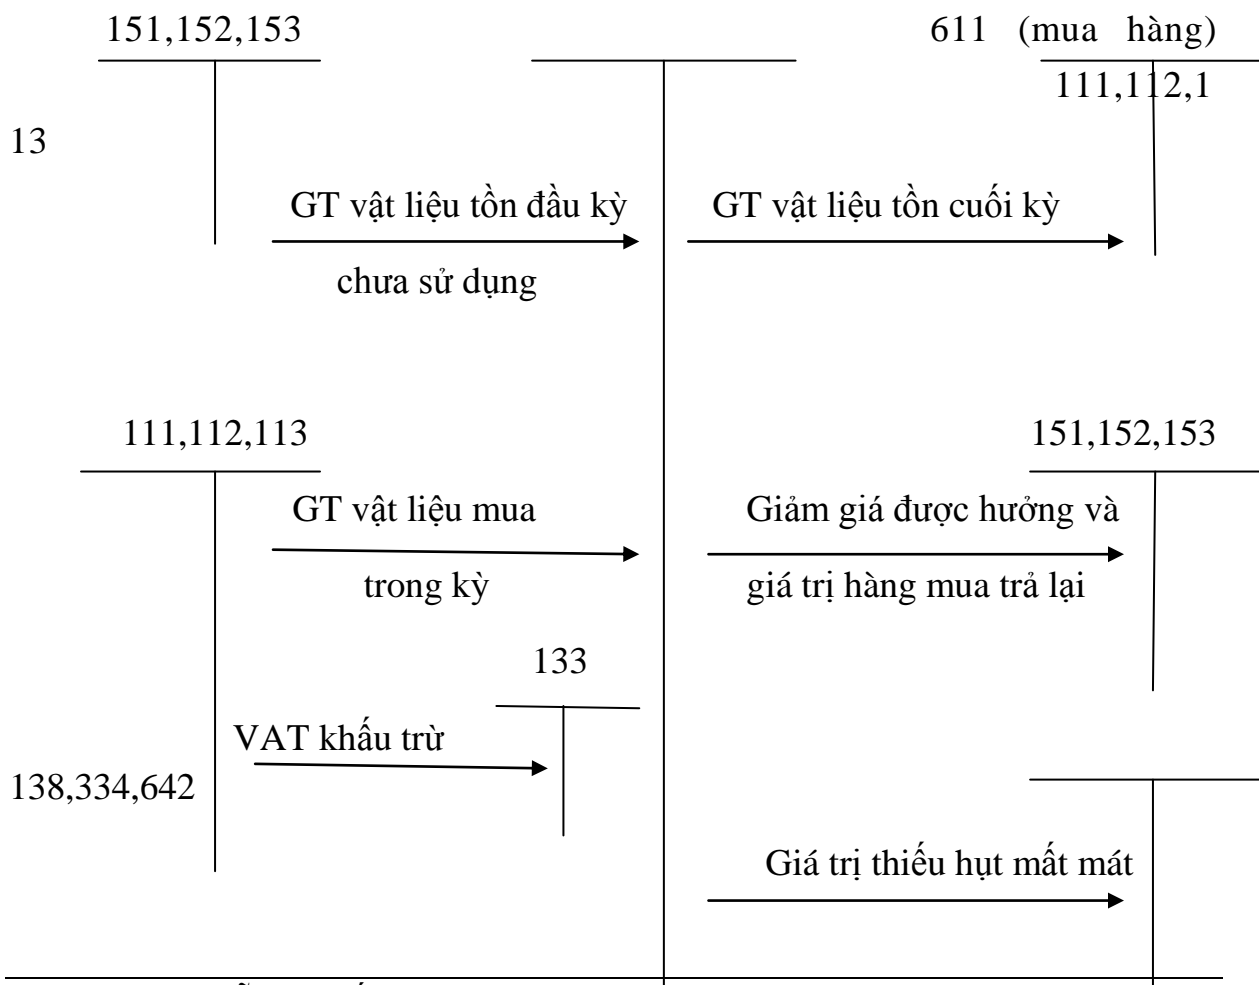 151,152,153 611 (mua hàng)
111,112,1
13
GT vật liệu tồn đầu kỳ GT vật liệu tồn cuối kỳ
chưa sử dụng
111,112,113 151,152,153
GT vật liệu mua Giảm giá được hưởng và
trong kỳ giá trị hàng mua trả lại
133
VAT khấu trừ
138,334,642
Giá trị thiếu hụt mất mát